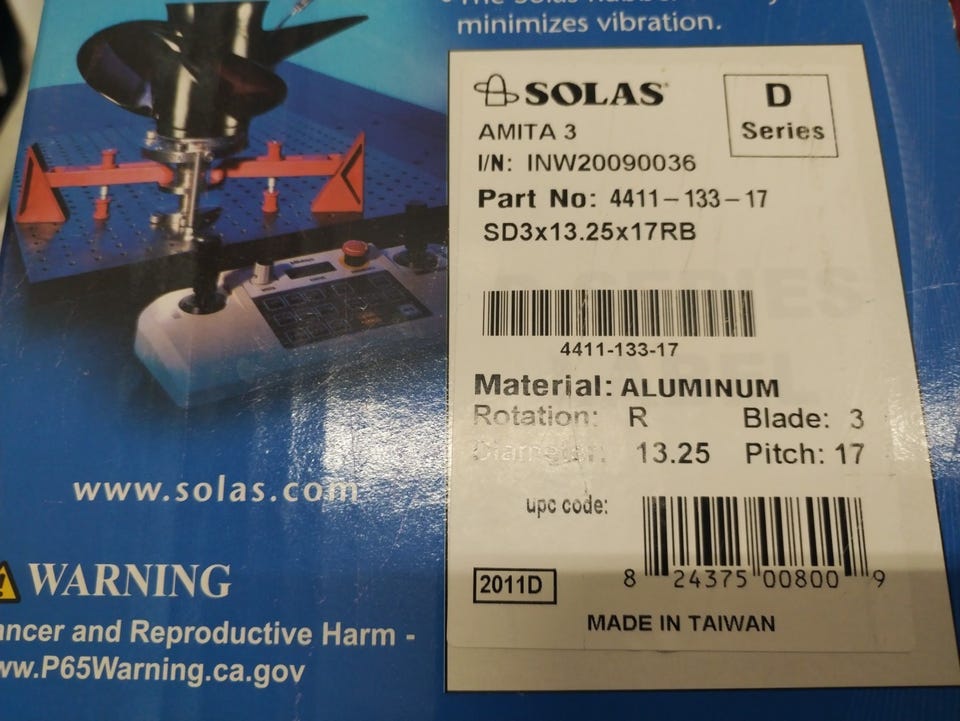 minimizes vibration.
SOLAS
D
Series
AMITA 3
I/N: INW20090036
Part No: 4411-133-17
SD3x13.25x17RB
4411-133-17
Material: ALUMINUM
Rotation: R Blade: 3
Diameter: 13.25 Pitch: 17
upc code:
8 24375 00800 9
2011D
MADE IN TAIWAN
www.solas.com
WARNING
ancer and Reproductive Harm -
ww.P65Warning.ca.gov